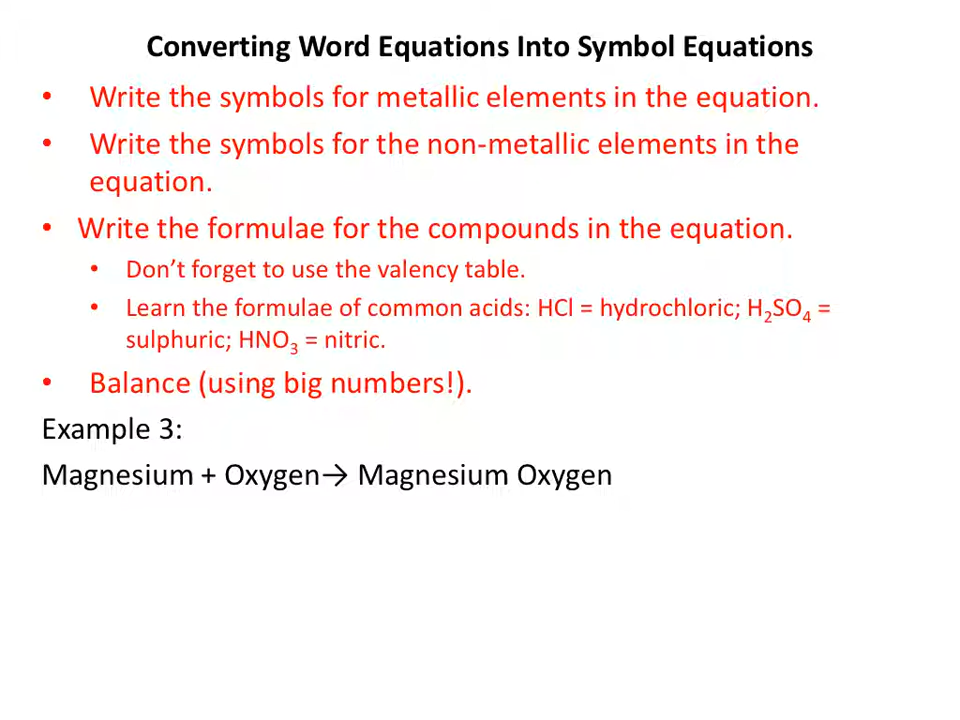 Converting Word Equations Into Symbol Equations
• Write the symbols for metallic elements in the equation.
• Write the symbols for the non-metallic elements in the
equation.
• Write the formulae for the compounds in the equation.
• Don’t forget to use the valency table.
• Learn the formulae of common acids: HCl = hydrochloric; H₂SO₄ =
sulphuric; HNO₃ = nitric.
• Balance (using big numbers!).
Example 3:
Magnesium + Oxygen→ Magnesium Oxygen